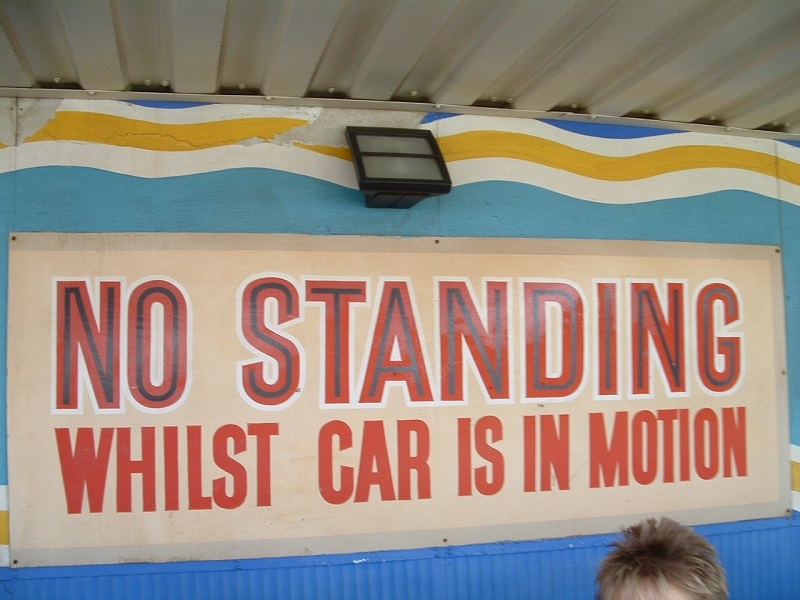 NO STANDING
WHILST CAR IS IN MOTION